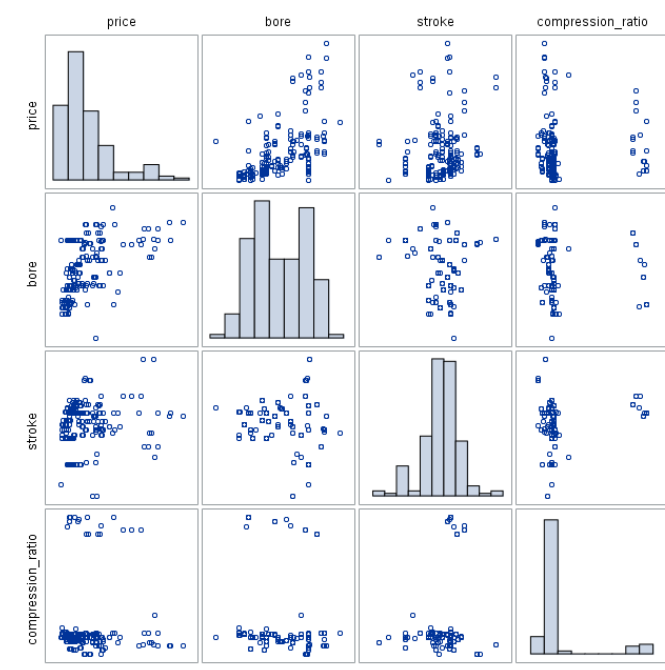 price bore stroke compression_ratio
price
bore
stroke
compression_ratio